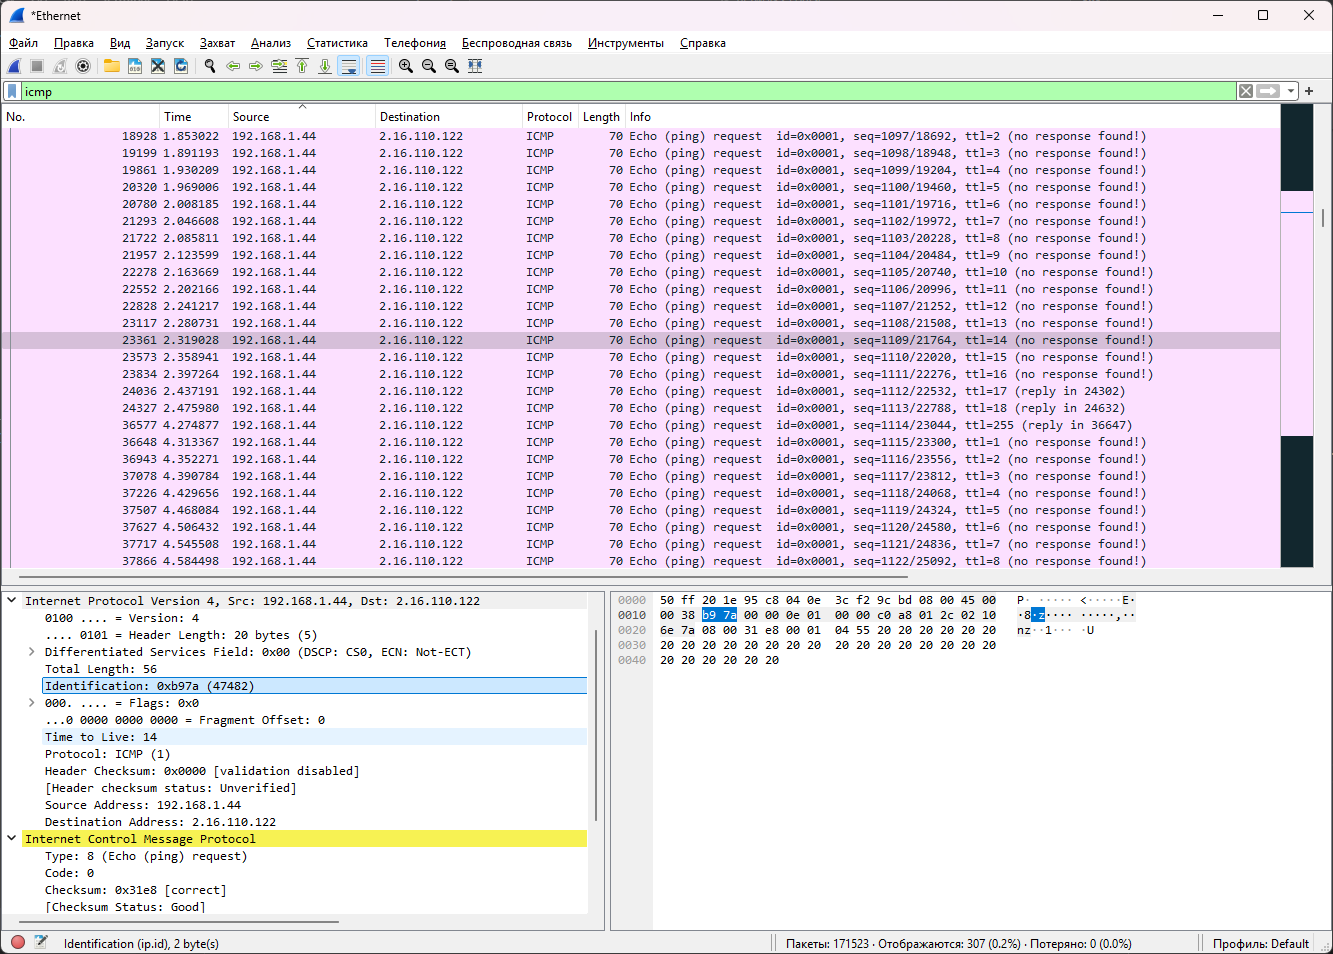 *Ethernet
Файл Правка Вид Запуск Захват Анализ Статистика Телефония Беспроводная связь Инструменты Справка
icmp
No. Time Source Destination Protocol Length Info
18928 1.853022 192.168.1.44 2.16.110.122 ICMP 70 Echo (ping) request id=0x0001, seq=1097/18692, ttl=2 (no response found!)
19199 1.891193 192.168.1.44 2.16.110.122 ICMP 70 Echo (ping) request id=0x0001, seq=1098/18948, ttl=3 (no response found!)
19861 1.930209 192.168.1.44 2.16.110.122 ICMP 70 Echo (ping) request id=0x0001, seq=1099/19204, ttl=4 (no response found!)
20320 1.969006 192.168.1.44 2.16.110.122 ICMP 70 Echo (ping) request id=0x0001, seq=1100/19460, ttl=5 (no response found!)
20780 2.008185 192.168.1.44 2.16.110.122 ICMP 70 Echo (ping) request id=0x0001, seq=1101/19716, ttl=6 (no response found!)
21293 2.046608 192.168.1.44 2.16.110.122 ICMP 70 Echo (ping) request id=0x0001, seq=1102/19972, ttl=7 (no response found!)
21722 2.085811 192.168.1.44 2.16.110.122 ICMP 70 Echo (ping) request id=0x0001, seq=1103/20228, ttl=8 (no response found!)
21957 2.123599 192.168.1.44 2.16.110.122 ICMP 70 Echo (ping) request id=0x0001, seq=1104/20484, ttl=9 (no response found!)
22278 2.163669 192.168.1.44 2.16.110.122 ICMP 70 Echo (ping) request id=0x0001, seq=1105/20740, ttl=10 (no response found!)
22552 2.202166 192.168.1.44 2.16.110.122 ICMP 70 Echo (ping) request id=0x0001, seq=1106/20996, ttl=11 (no response found!)
22828 2.241217 192.168.1.44 2.16.110.122 ICMP 70 Echo (ping) request id=0x0001, seq=1107/21252, ttl=12 (no response found!)
23117 2.280731 192.168.1.44 2.16.110.122 ICMP 70 Echo (ping) request id=0x0001, seq=1108/21508, ttl=13 (no response found!)
23361 2.319028 192.168.1.44 2.16.110.122 ICMP 70 Echo (ping) request id=0x0001, seq=1109/21764, ttl=14 (no response found!)
23573 2.358941 192.168.1.44 2.16.110.122 ICMP 70 Echo (ping) request id=0x0001, seq=1110/22020, ttl=15 (no response found!)
23834 2.397264 192.168.1.44 2.16.110.122 ICMP 70 Echo (ping) request id=0x0001, seq=1111/22276, ttl=16 (no response found!)
24036 2.437191 192.168.1.44 2.16.110.122 ICMP 70 Echo (ping) request id=0x0001, seq=1112/22532, ttl=17 (reply in 24302)
24327 2.475980 192.168.1.44 2.16.110.122 ICMP 70 Echo (ping) request id=0x0001, seq=1113/22788, ttl=18 (reply in 24632)
36577 4.274877 192.168.1.44 2.16.110.122 ICMP 70 Echo (ping) request id=0x0001, seq=1114/23044, ttl=255 (reply in 36647)
36648 4.313367 192.168.1.44 2.16.110.122 ICMP 70 Echo (ping) request id=0x0001, seq=1115/23300, ttl=1 (no response found!)
36943 4.352271 192.168.1.44 2.16.110.122 ICMP 70 Echo (ping) request id=0x0001, seq=1116/23556, ttl=2 (no response found!)
37078 4.390784 192.168.1.44 2.16.110.122 ICMP 70 Echo (ping) request id=0x0001, seq=1117/23812, ttl=3 (no response found!)
37226 4.429656 192.168.1.44 2.16.110.122 ICMP 70 Echo (ping) request id=0x0001, seq=1118/24068, ttl=4 (no response found!)
37507 4.468084 192.168.1.44 2.16.110.122 ICMP 70 Echo (ping) request id=0x0001, seq=1119/24324, ttl=5 (no response found!)
37627 4.506432 192.168.1.44 2.16.110.122 ICMP 70 Echo (ping) request id=0x0001, seq=1120/24580, ttl=6 (no response found!)
37717 4.545508 192.168.1.44 2.16.110.122 ICMP 70 Echo (ping) request id=0x0001, seq=1121/24836, ttl=7 (no response found!)
37866 4.584498 192.168.1.44 2.16.110.122 ICMP 70 Echo (ping) request id=0x0001, seq=1122/25092, ttl=8 (no response found!)
Internet Protocol Version 4, Src: 192.168.1.44, Dst: 2.16.110.122
0100 .... = Version: 4
.... 0101 = Header Length: 20 bytes (5)
Differentiated Services Field: 0x00 (DSCP: CS0, ECN: Not-ECT)
Total Length: 56
Identification: 0xb97a (47482)
000. .... = Flags: 0x0
...0 0000 0000 0000 = Fragment Offset: 0
Time to Live: 14
Protocol: ICMP (1)
Header Checksum: 0x0000 [validation disabled]
[Header checksum status: Unverified]
Source Address: 192.168.1.44
Destination Address: 2.16.110.122
Internet Control Message Protocol
Type: 8 (Echo (ping) request)
Code: 0
Checksum: 0x31e8 [correct]
[Checksum Status: Good]
0000 50 ff 20 1e 95 c8 04 0e 3c f2 9c bd 08 00 45 00 P· ····· <·····E·
0010 00 38 b9 7a 00 00 0e 01 00 00 c0 a8 01 2c 02 10 ·8·z···· ·····,··
0020 6e 7a 08 00 31 e8 00 01 04 55 20 20 20 20 20 20 nz··1··· ·U
0030 20 20 20 20 20 20 20 20 20 20 20 20 20 20 20 20
0040 20 20 20 20 20 20
Identification (ip.id), 2 byte(s)
Пакеты: 171523 · Отображаются: 307 (0.2%) · Потеряно: 0 (0.0%)
Профиль: Default